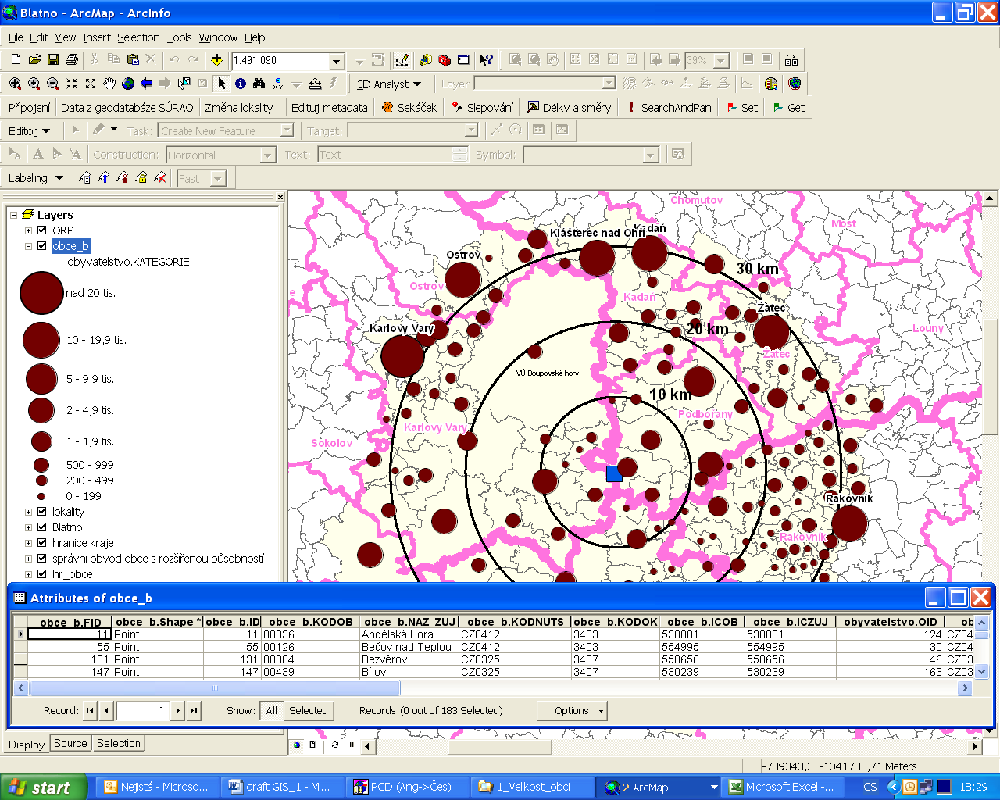 Blatno - ArcMap - ArcInfo
File Edit View Insert Selection Tools Window Help
1:491 090
39%
3D Analyst
Layer:
Připojení Data z geodatabáze SÚRAO Změna lokality Edituj metadata Sekáček Slepování Délky a směry SearchAndPan Set Get
Editor Task: Create New Feature Target:
Construction: Horizontal Text: Text Symbol:
Labeling Fast
Layers
ORP
obce_b
obyvatelstvo.KATEGORIE
nad 20 tis.
10 - 19,9 tis.
5 - 9,9 tis.
2 - 4,9 tis.
1 - 1,9 tis.
500 - 999
200 - 499
0 - 199
lokality
Blatno
hranice kraje
správní obvod obce s rozšířenou působností
hr_obce
Chomutov
Most
Klášterec nad Ohří
Kadaň
Ostrov
30 km
Ostrov
Kadaň
Žatec
Karlovy Vary
20 km
Louny
Žatec
VÚ Doupovské hory
10 km
Podbořany
Karlovy Vary
Sokolov
Rakovník
Rakovník
Attributes of obce_b
obce_b.FID obce_b.Shape * obce_b.ID obce_b.KODOB obce_b.NAZ_ZUJ obce_b.KODNUTS obce_b.KODOK obce_b.ICOB obce_b.ICZUJ obyvatelstvo.OID ob
11 Point 11 00036 Andělská Hora CZ0412 3403 538001 538001 124 CZ04
55 Point 55 00126 Bečov nad Teplou CZ0412 3403 554995 554995 30 CZ04
131 Point 131 00384 Bezvěrov CZ0325 3407 558656 558656 46 CZ03
147 Point 147 00439 Bílov CZ0325 3407 530239 530239 163 CZ03
Record: 1 Show: All Selected Records (0 out of 183 Selected) Options
Display Source Selection
-789343,3 -1041785,71 Meters
start Nejistá - Microso... draft GIS_1 - Mi... PCD (Ang->Čes) 1_Velikost_obci 2 ArcMap Microsoft Excel - ... CS 18:29